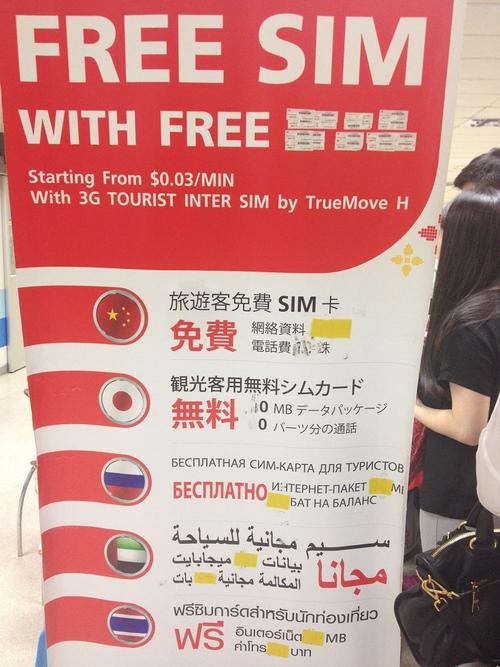 FREE SIM
WITH FREE
Starting From $0.03/MIN
With 3G TOURIST INTER SIM by TrueMove H
旅遊客免費 SIM 卡
免費
網絡資料
電話費 銖
観光客用無料シムカード
無料
0 MB データパッケージ
0 バーツ分の通話
БЕСПЛАТНАЯ СИМ-КАРТА ДЛЯ ТУРИСТОВ
БЕСПЛАТНО
ИНТЕРНЕТ-ПАКЕТ
БАТ НА БАЛАНС
سيم مجانية للسياحة
مجانا
بيانات ميجابايت
المكالمة مجانية بات
ฟรีซิมการ์ดสำหรับนักท่องเที่ยว
ฟรี
อินเตอร์เน็ต MB
ค่าโทร บาท